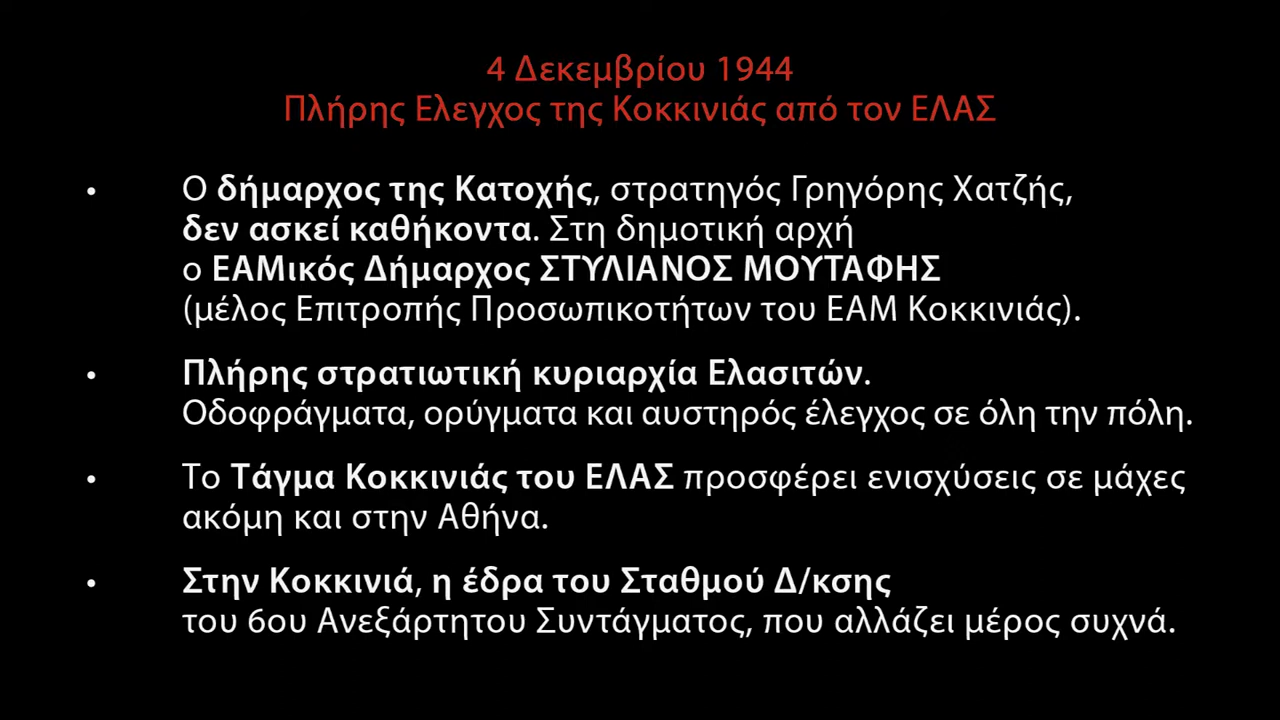 4 Δεκεμβρίου 1944
Πλήρης Ελεγχος της Κοκκινιάς από τον ΕΛΑΣ
• Ο δήμαρχος της Κατοχής, στρατηγός Γρηγόρης Χατζής,
δεν ασκεί καθήκοντα. Στη δημοτική αρχή
ο ΕΑΜικός Δήμαρχος ΣΤΥΛΙΑΝΟΣ ΜΟΥΤΑΦΗΣ
(μέλος Επιτροπής Προσωπικοτήτων του ΕΑΜ Κοκκινιάς).
• Πλήρης στρατιωτική κυριαρχία Ελασιτών.
Οδοφράγματα, ορύγματα και αυστηρός έλεγχος σε όλη την πόλη.
• Το Τάγμα Κοκκινιάς του ΕΛΑΣ προσφέρει ενισχύσεις σε μάχες
ακόμη και στην Αθήνα.
• Στην Κοκκινιά, η έδρα του Σταθμού Δ/κσης
του 6ου Ανεξάρτητου Συντάγματος, που αλλάζει μέρος συχνά.